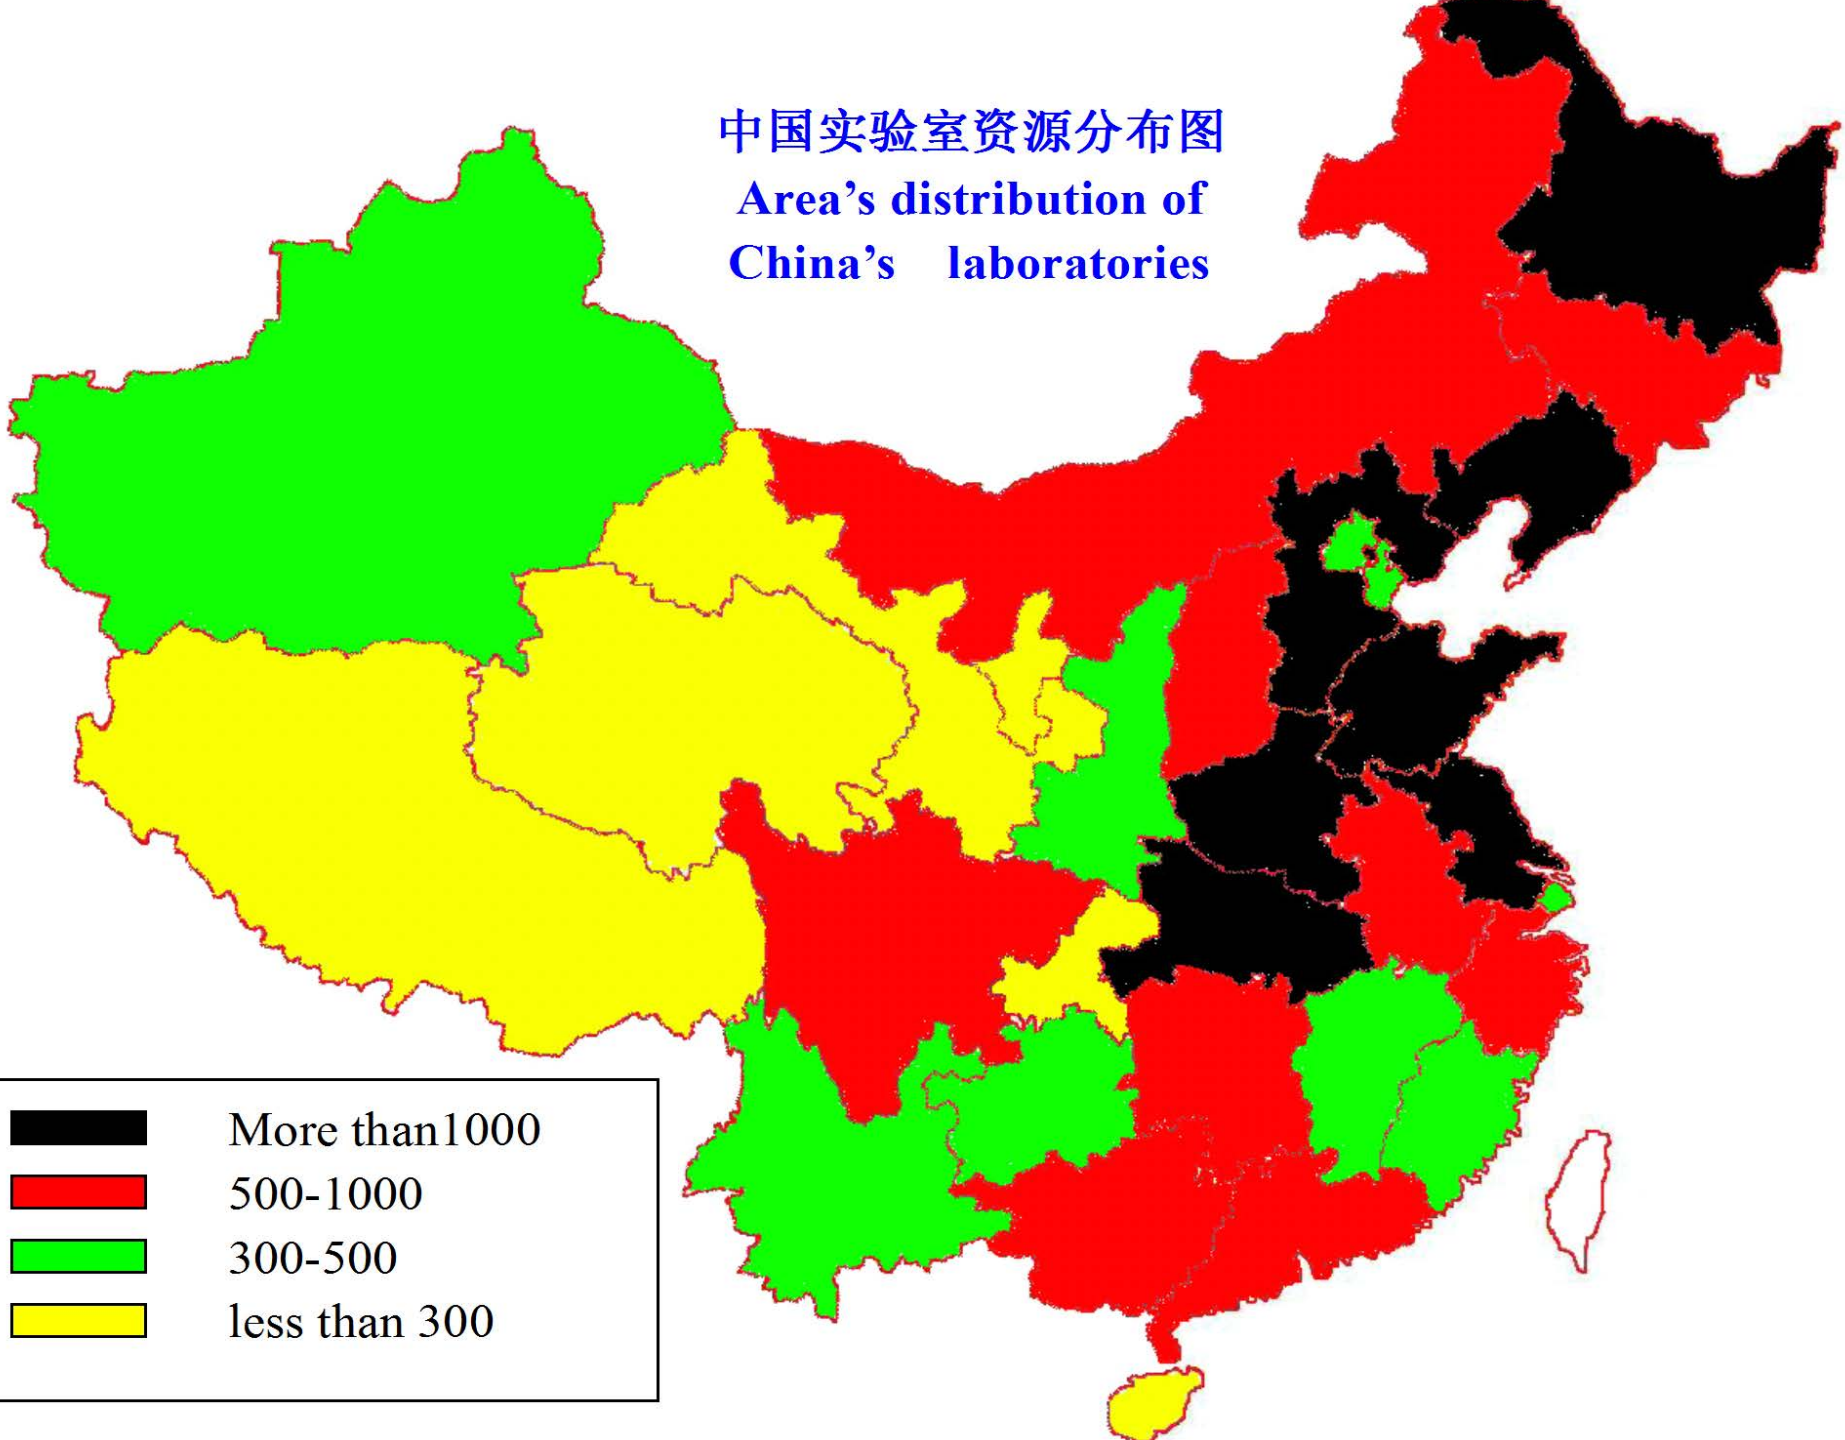 中国实验室资源分布图
Area’s distribution of
China’s laboratories
More than1000
500-1000
300-500
less than 300